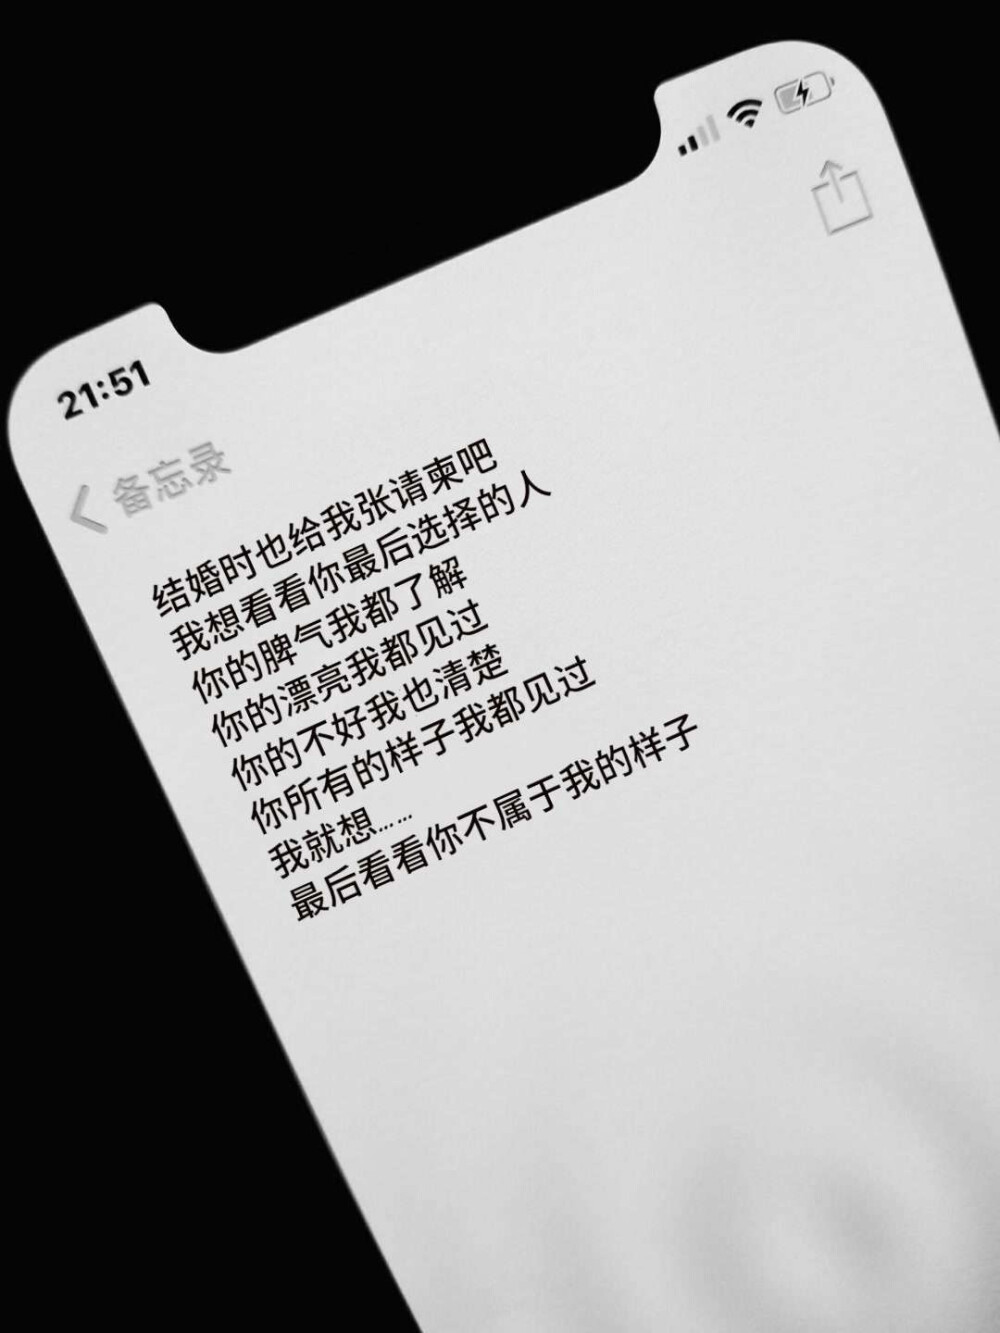 21:51
备忘录
结婚时也给我张请柬吧
我想看看你最后选择的人
你的脾气我都了解
你的漂亮我都见过
你的不好我也清楚
你所有的样子我都见过
我就想……
最后看看你不属于我的样子